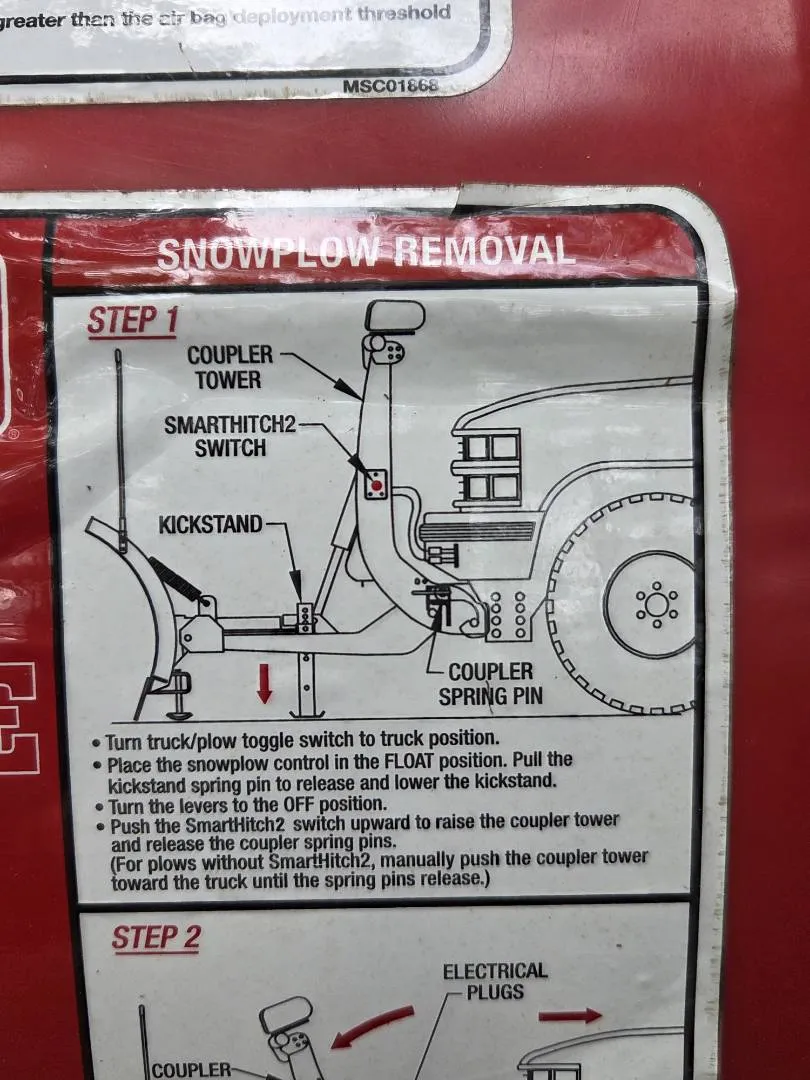 greater than the air bag deployment threshold
MSC01868
SNOWPLOW REMOVAL
STEP 1
COUPLER
TOWER
SMARTHITCH2
SWITCH
KICKSTAND
COUPLER
SPRING PIN
• Turn truck/plow toggle switch to truck position.
• Place the snowplow control in the FLOAT position. Pull the
kickstand spring pin to release and lower the kickstand.
• Turn the levers to the OFF position.
• Push the SmartHitch2 switch upward to raise the coupler tower
and release the coupler spring pins.
(For plows without SmartHitch2, manually push the coupler tower
toward the truck until the spring pins release.)
STEP 2
ELECTRICAL
PLUGS
COUPLER